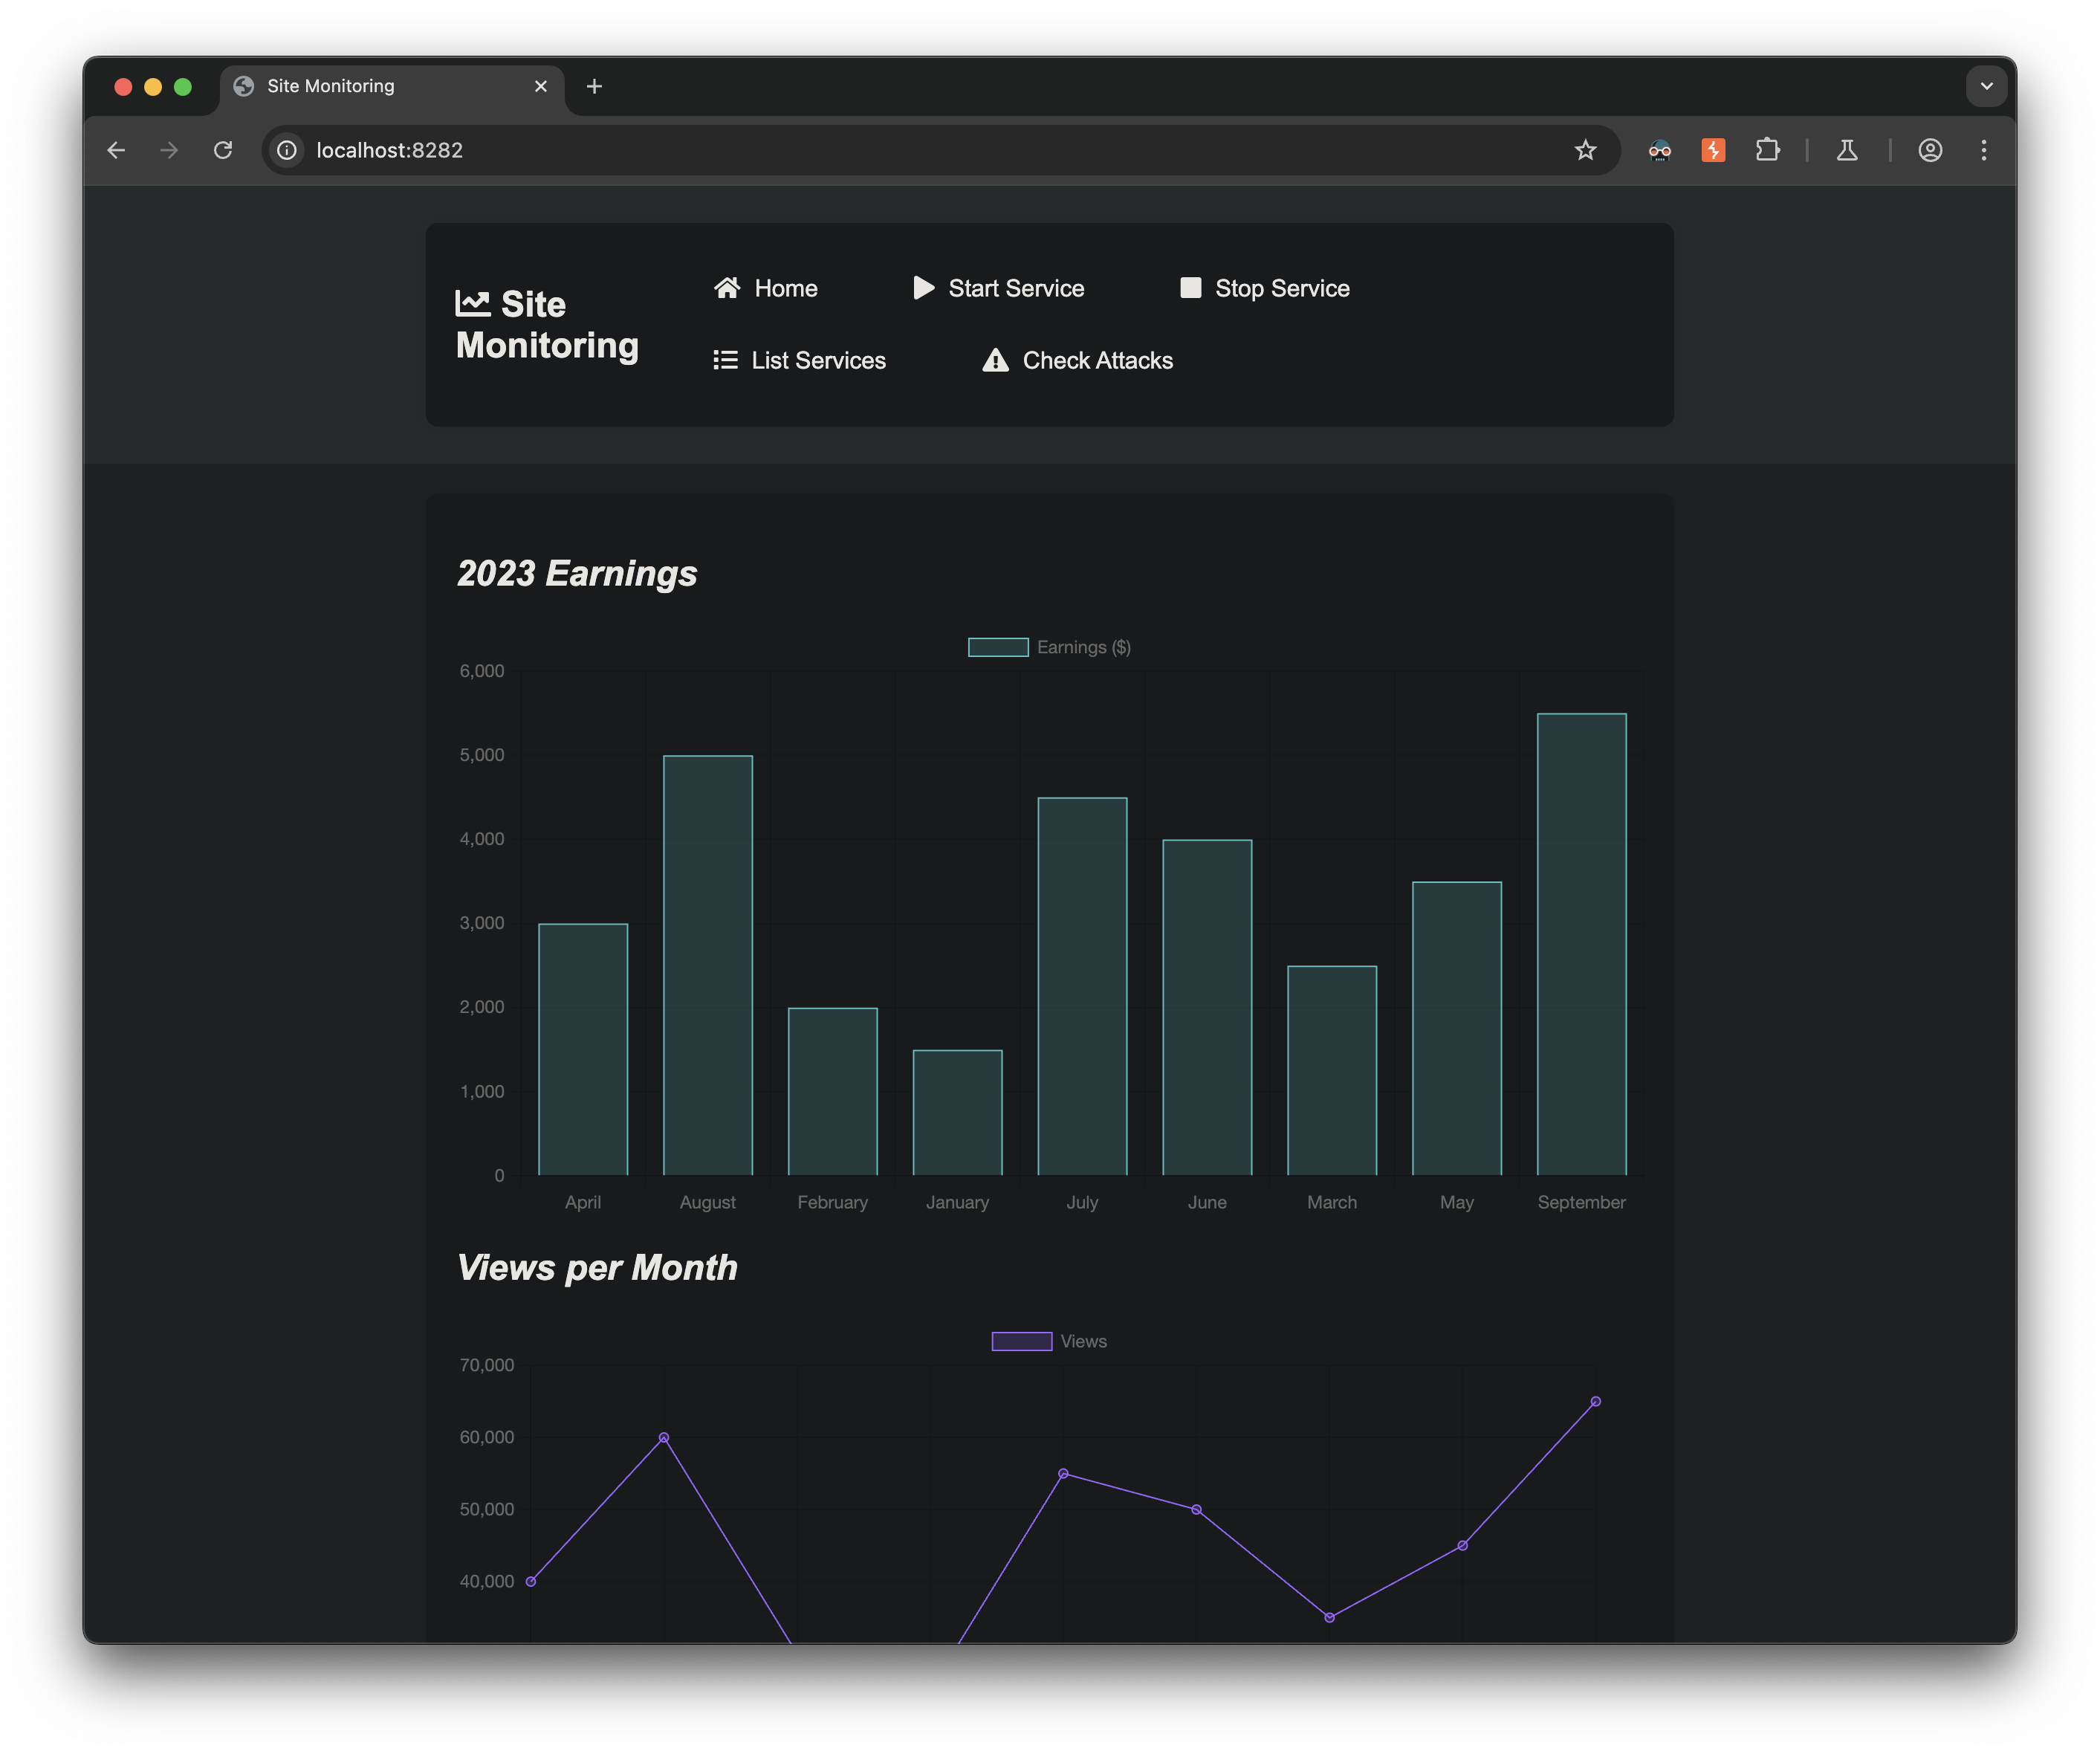 Site Monitoring
localhost:8282
Site
Monitoring
Home
Start Service
Stop Service
List Services
Check Attacks
2023 Earnings
Earnings ($)
6,000
5,000
4,000
3,000
2,000
1,000
0
April August February January July June March May September
Views per Month
Views
70,000
60,000
50,000
40,000